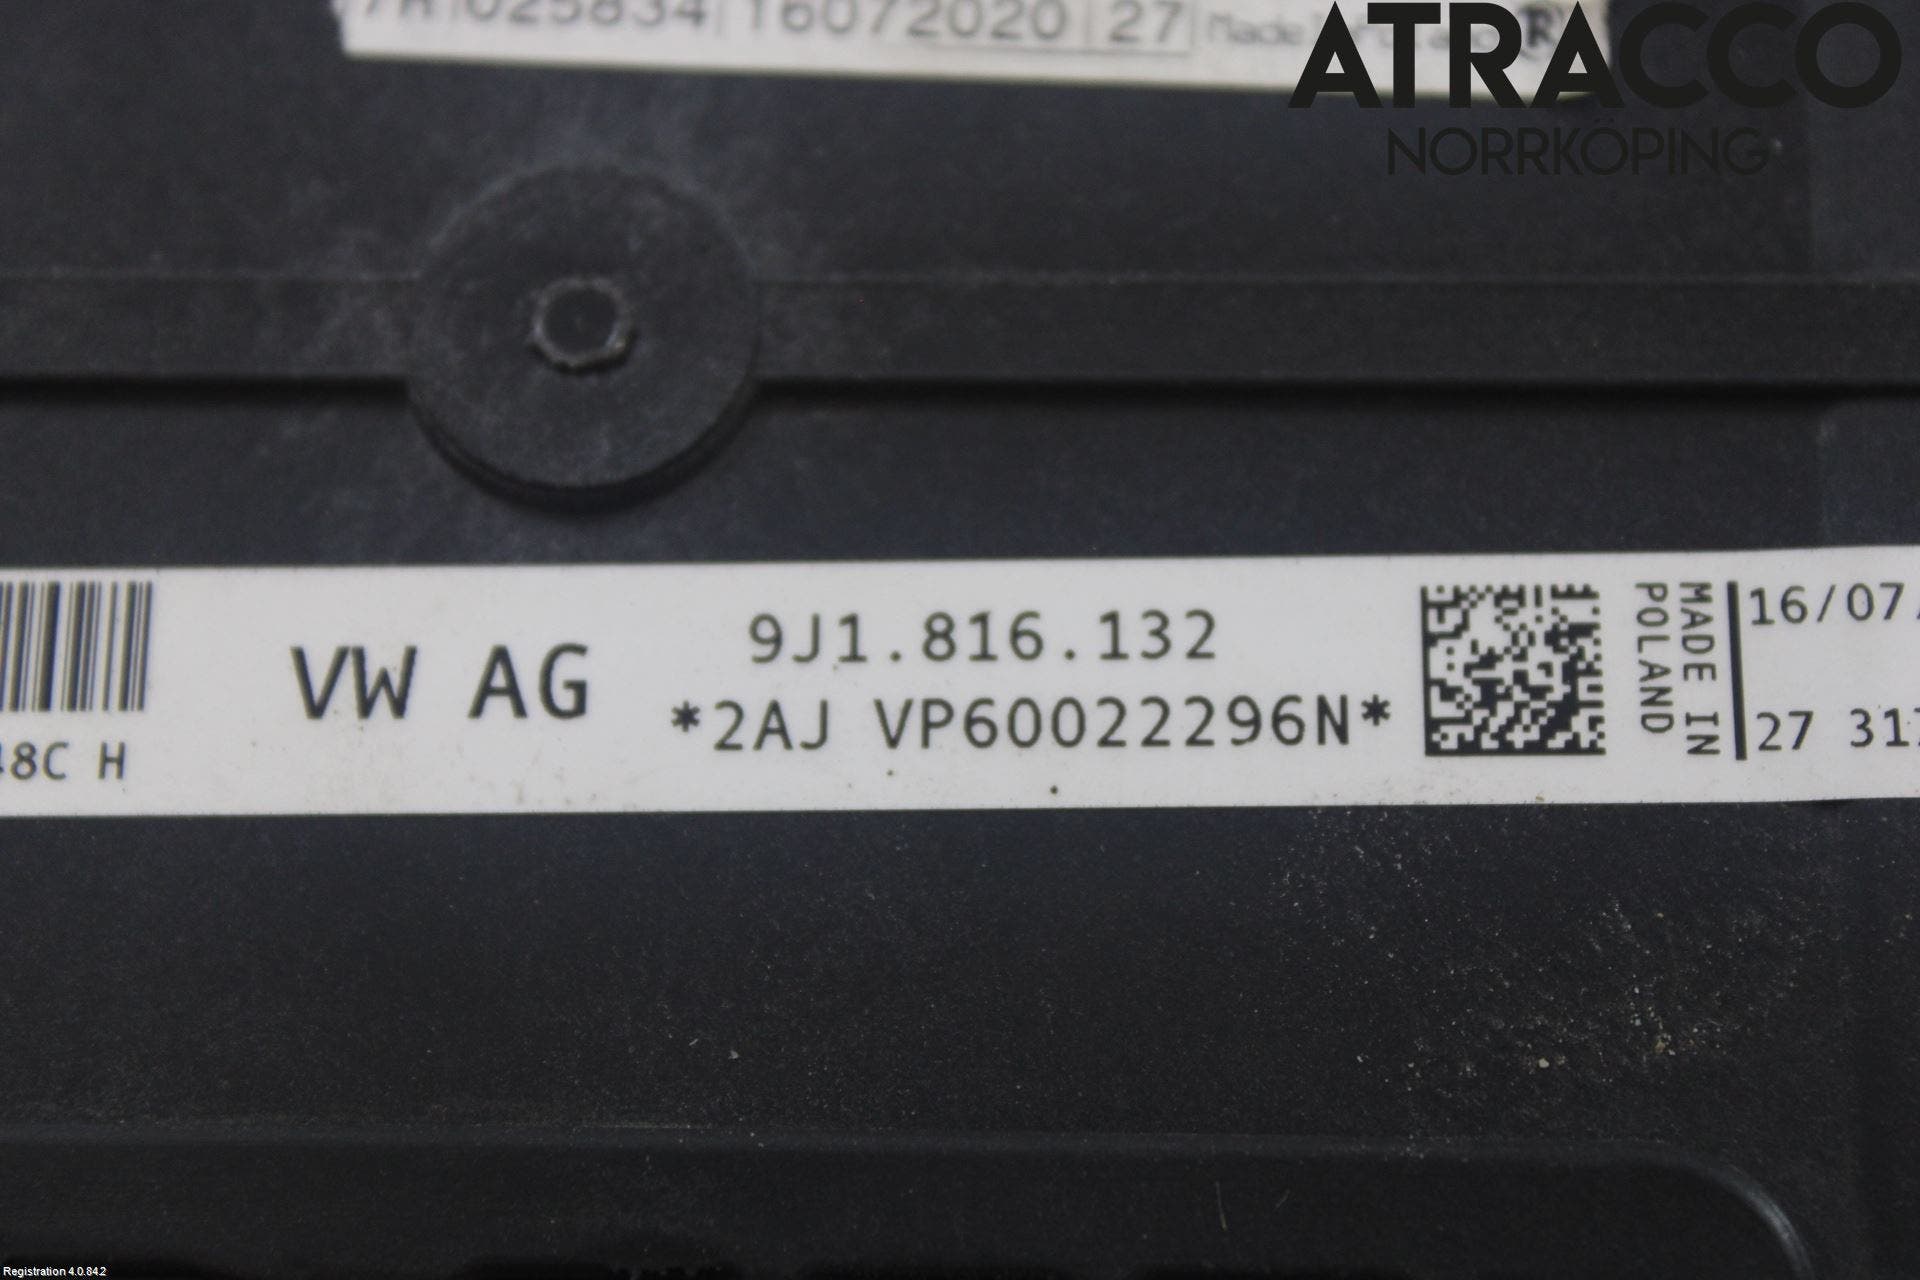 025834 16072020 27 Made
ATRACCO
NORRKÖPING
9J1.816.132
VW AG
*2AJ VP60022296N*
MADE IN
POLAND
16/07
27 31
8C H
Registration 4.0.84.2